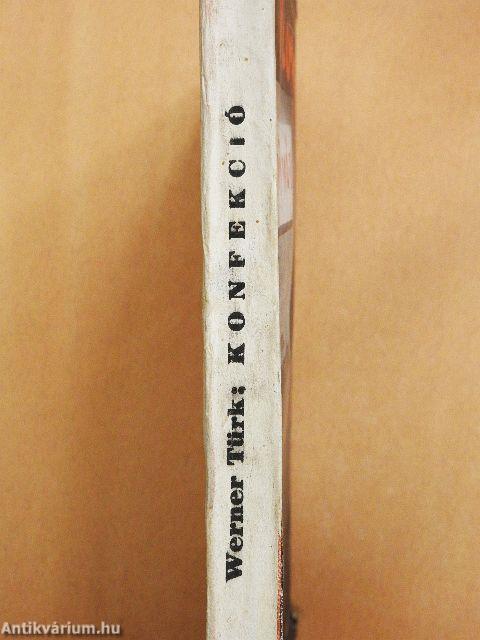 Werner Türk: KONFEKCIÓ
Antikvárium.hu